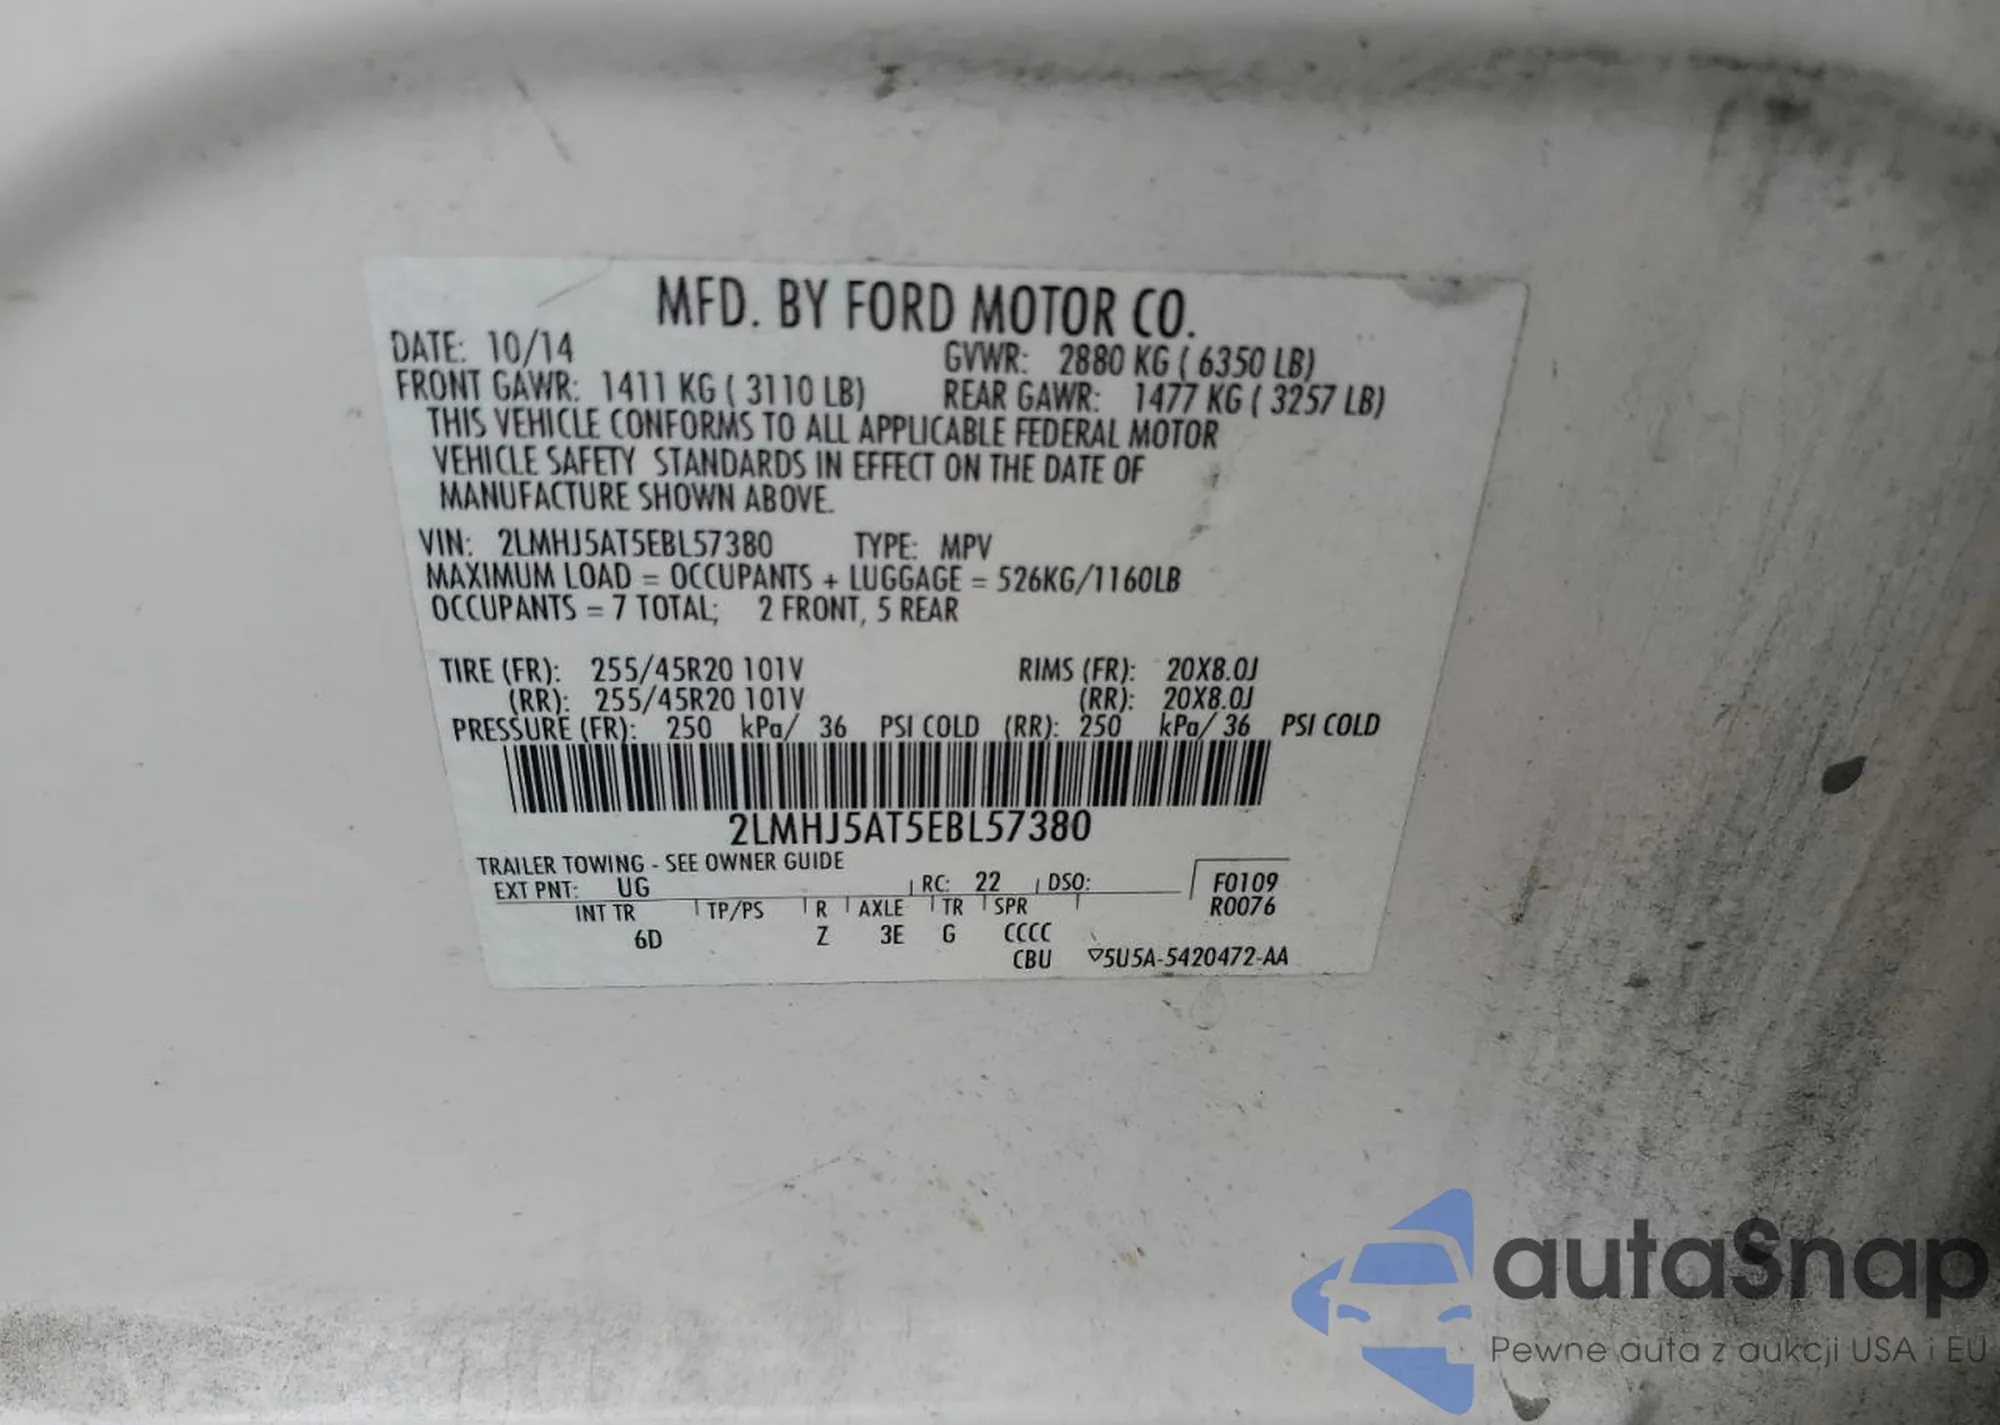 MFD. BY FORD MOTOR CO.
DATE: 10/14 GVWR: 2880 KG ( 6350 LB)
FRONT GAWR: 1411 KG ( 3110 LB) REAR GAWR: 1477 KG ( 3257 LB)
THIS VEHICLE CONFORMS TO ALL APPLICABLE FEDERAL MOTOR
VEHICLE SAFETY STANDARDS IN EFFECT ON THE DATE OF
MANUFACTURE SHOWN ABOVE.
VIN: 2LMHJ5AT5EBL57380 TYPE: MPV
MAXIMUM LOAD = OCCUPANTS + LUGGAGE = 526KG/1160LB
OCCUPANTS = 7 TOTAL; 2 FRONT, 5 REAR
TIRE (FR): 255/45R20 101V RIMS (FR): 20X8.0J
(RR): 255/45R20 101V (RR): 20X8.0J
PRESSURE (FR): 250 kPa/ 36 PSI COLD (RR): 250 kPa/ 36 PSI COLD
2LMHJ5AT5EBL57380
TRAILER TOWING - SEE OWNER GUIDE
EXT PNT: UG RC: 22 DSO: F0109
INT TR TP/PS R AXLE TR SPR R0076
6D Z 3E G CCCC
CBU ▽5U5A-5420472-AA
autaSnap
Pewne auta z aukcji USA i EU